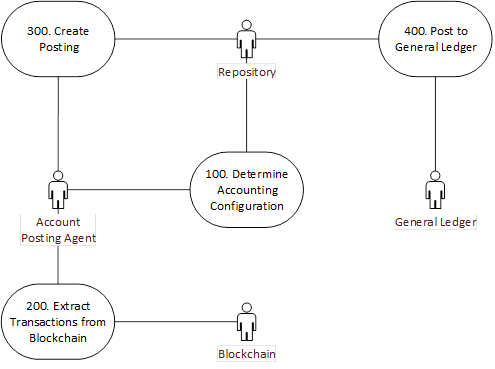 300. Create
Posting
400. Post to
General Ledger
Repository
100. Determine
Accounting
Configuration
Account
Posting Agent
General Ledger
200. Extract
Transactions from
Blockchain
Blockchain